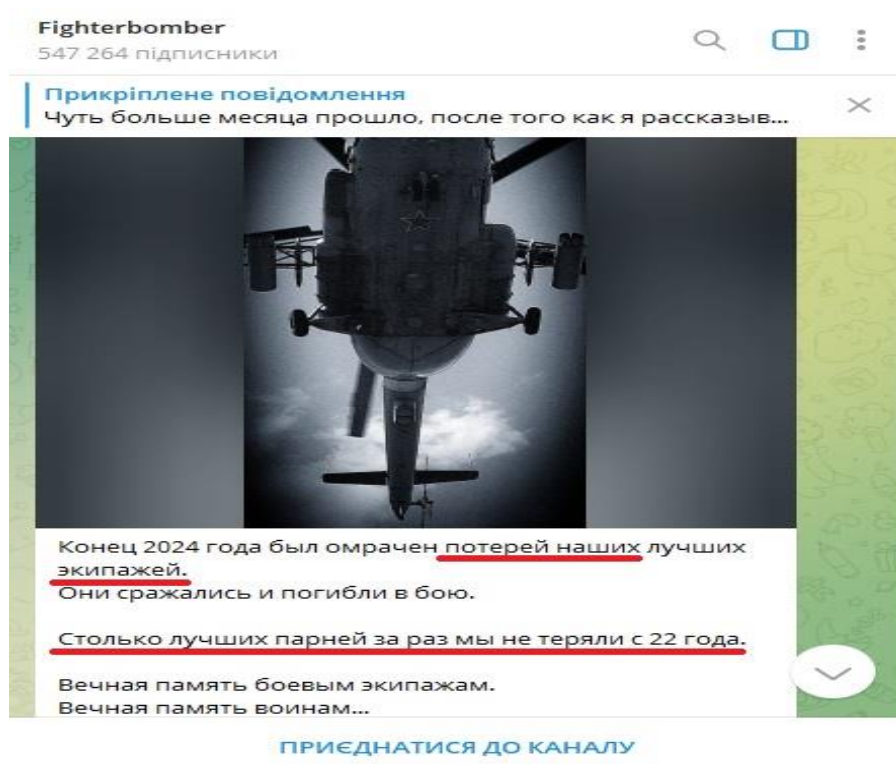 Fighterbomber
547 264 підписники
Прикріплене повідомлення
Чуть больше месяца прошло, после того как я рассказыв...
Конец 2024 года был омрачен потерей наших лучших
экипажей.
Они сражались и погибли в бою.
Столько лучших парней за раз мы не теряли с 22 года.
Вечная память боевым экипажам.
Вечная память воинам...
ПРИЄДНАТИСЯ ДО КАНАЛУ